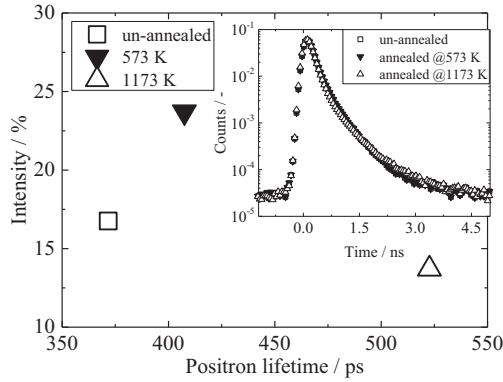 un-annealed
573 K
1173 K
Intensity / %
30
25
20
15
10
350
400
450
500
550
Positron lifetime / ps
un-annealed
annealed @573 K
annealed @1173 K
Counts / -
10⁻¹
10⁻²
10⁻³
10⁻⁴
10⁻⁵
0.0
1.5
3.0
4.5
Time / ns